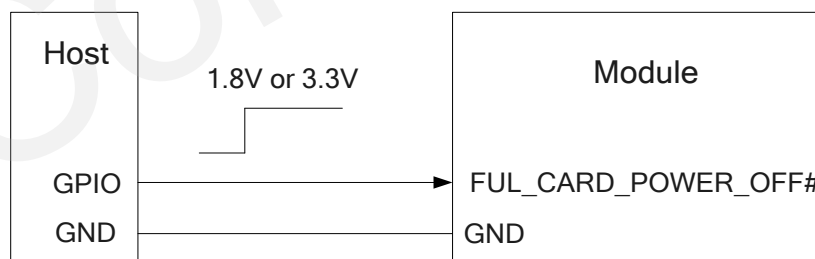 Host
Module
1.8V or 3.3V
GPIO
FUL_CARD_POWER_OFF#
GND
GND